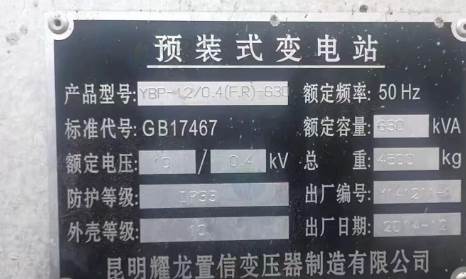 预装式变电站
产品型号: YBP-12/0.4(F.R)-630 额定频率: 50 Hz
标准代号: GB17467 额定容量: 630 kVA
额定电压: 10 / 0.4 kV 总 重: 4500 kg
防护等级: IP33 出厂编号:
外壳等级: 10 出厂日期: 2014-12
昆明耀龙置信变压器制造有限公司